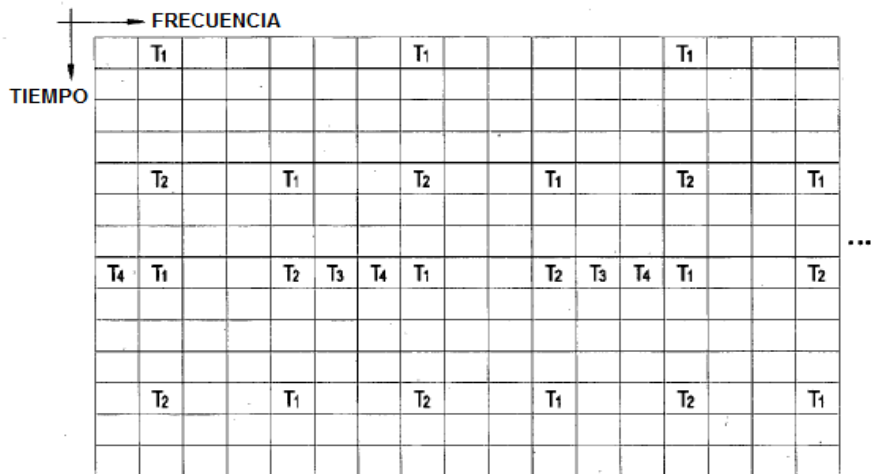 FRECUENCIA
TIEMPO
T1 T1 T1
T2 T1 T2 T1 T2 T1
...
T4 T1 T2 T3 T4 T1 T2 T3 T4 T1 T2
T2 T1 T2 T1 T2 T1